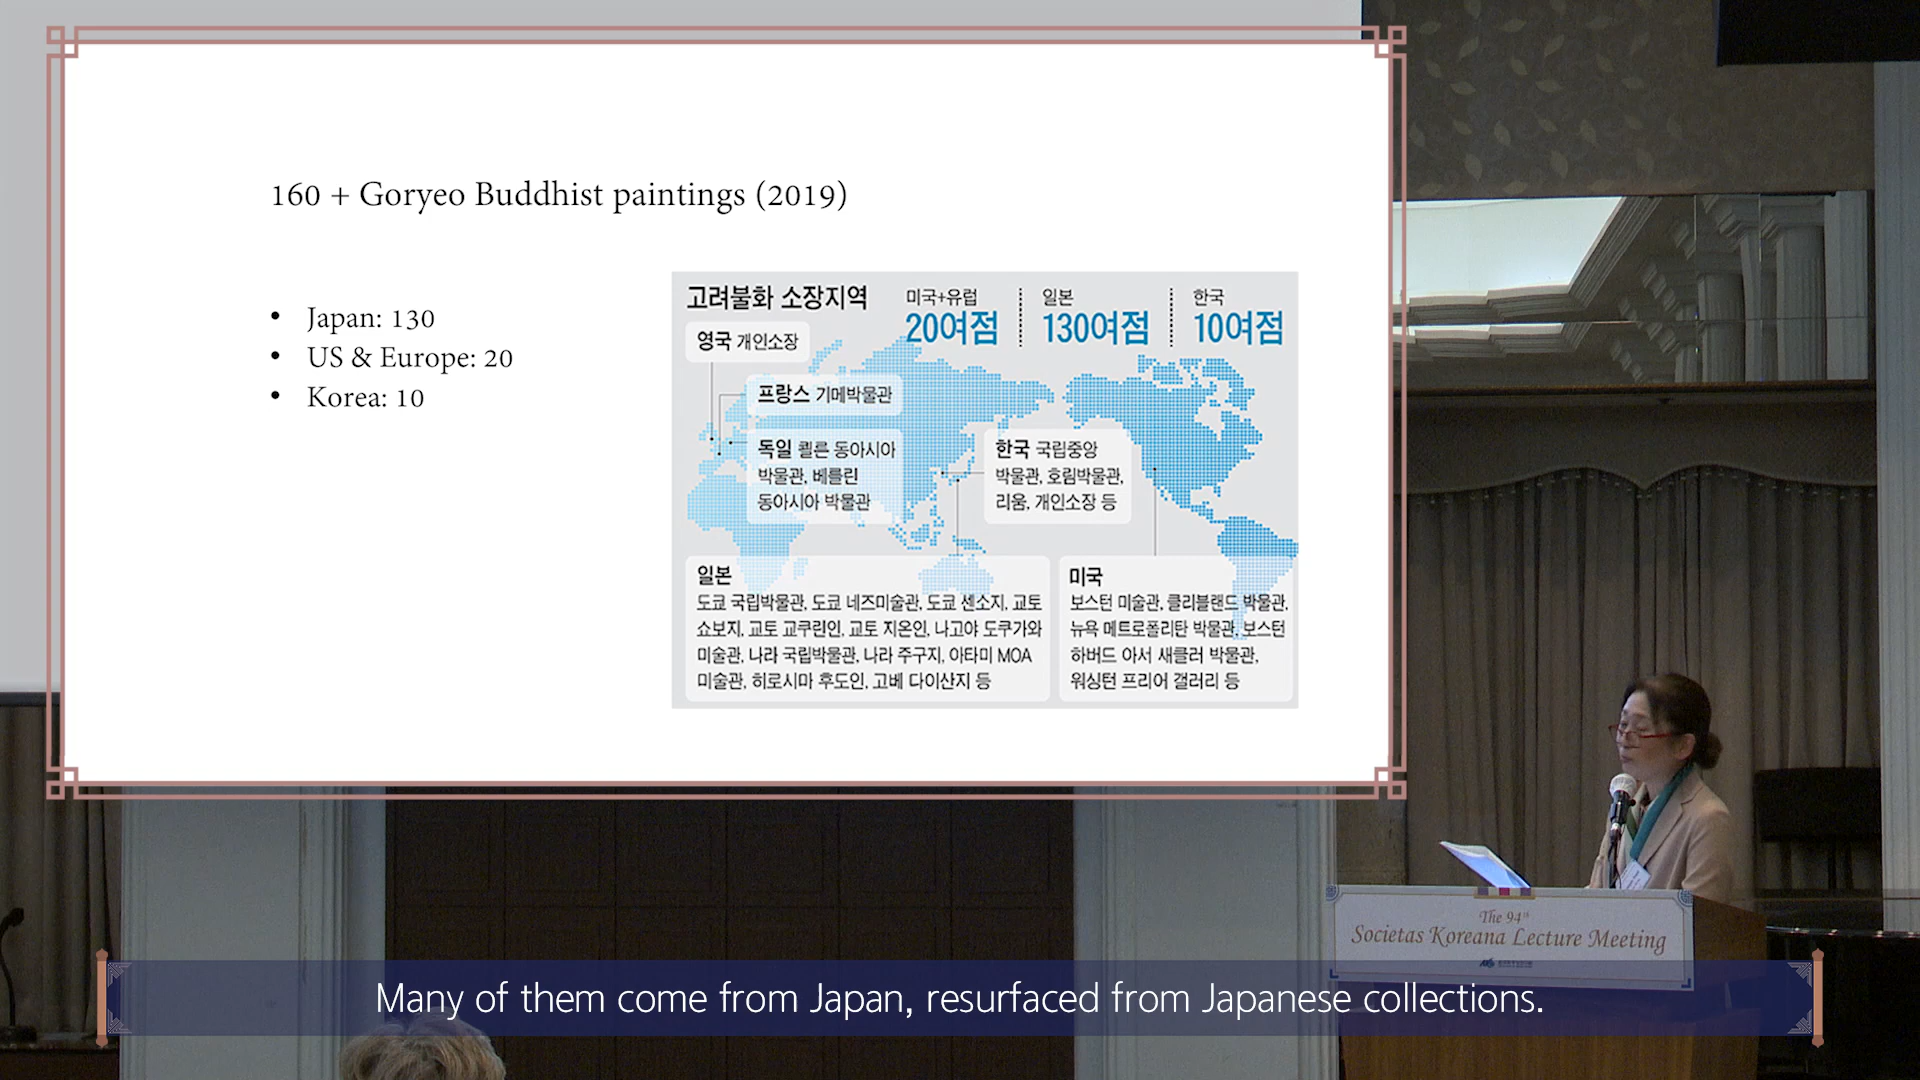 160 + Goryeo Buddhist paintings (2019)
• Japan: 130
• US & Europe: 20
• Korea: 10
고려불화 소장지역
미국+유럽
20여점
일본
130여점
한국
10여점
영국 개인소장
프랑스 기메박물관
독일 쾰른 동아시아
박물관, 베를린
동아시아 박물관
한국 국립중앙
박물관, 호림박물관,
리움, 개인소장 등
일본
도쿄 국립박물관, 도쿄 네즈미술관, 도쿄 센소지, 교토
쇼보지, 교토 교쿠린인, 교토 지온인, 나고야 도쿠가와
미술관, 나라 국립박물관, 나라 주구지, 아타미 MOA
미술관, 히로시마 후도인, 고베 다이산지 등
미국
보스턴 미술관, 클리블랜드 박물관,
뉴욕 메트로폴리탄 박물관, 보스턴
하버드 아서 새클러 박물관,
워싱턴 프리어 갤러리 등
The 94th
Societas Koreana Lecture Meeting
Many of them come from Japan, resurfaced from Japanese collections.